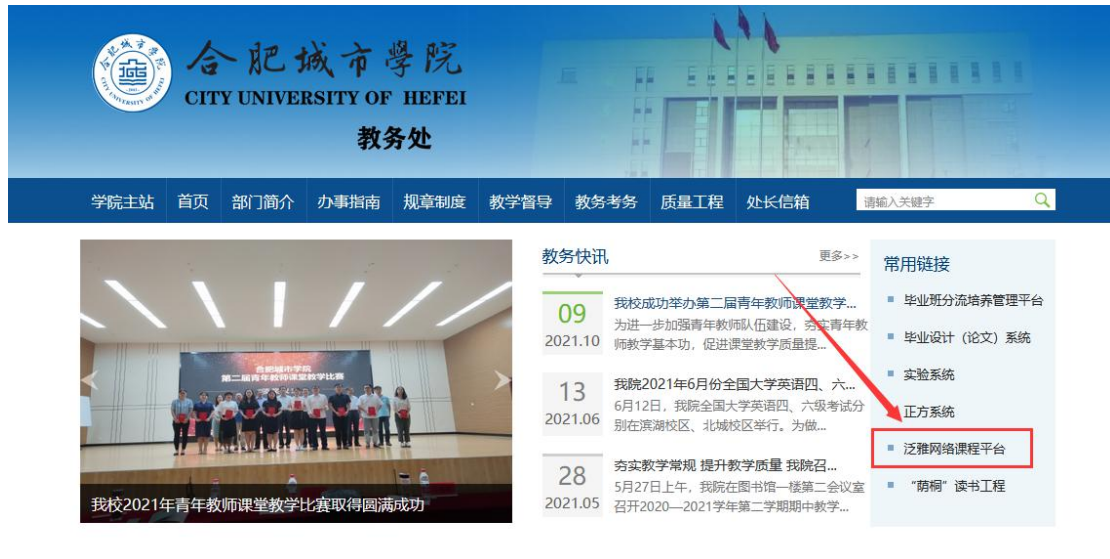 合肥城市學院
CITY UNIVERSITY OF HEFEI
教务处
学院主站 首页 部门简介 办事指南 规章制度 教学督导 教务考务 质量工程 处长信箱 请输入关键字
合肥城市学院
第二届青年教师课堂教学比赛
我校2021年青年教师课堂教学比赛取得圆满成功
教务快讯 更多>>
09
2021.10
我校成功举办第二届青年教师课堂教学...
为进一步加强青年教师队伍建设，夯实青年教
师教学基本功，促进课堂教学质量提...
13
2021.06
我院2021年6月份全国大学英语四、六...
6月12日，我院全国大学英语四、六级考试分
别在滨湖校区、北城校区举行。为做...
28
2021.05
夯实教学常规 提升教学质量 我院召...
5月27日上午，我院在图书馆一楼第二会议室
召开2020—2021学年第二学期期中教学...
常用链接
毕业班分流培养管理平台
毕业设计（论文）系统
实验系统
正方系统
泛雅网络课程平台
“萌桐”读书工程